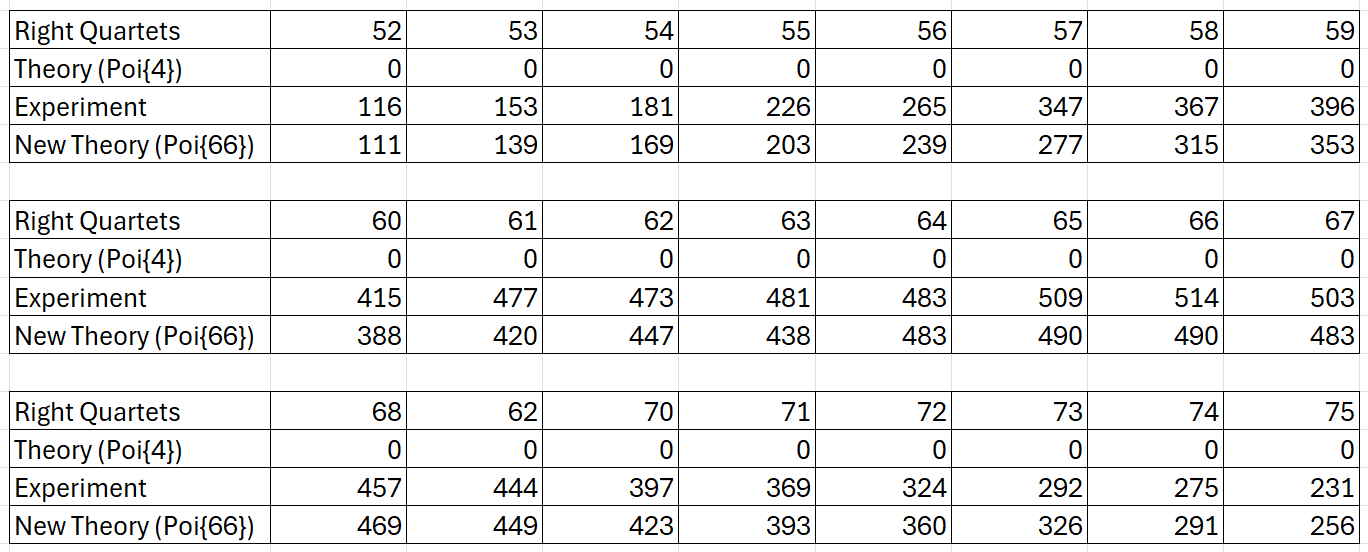 Right Quartets 52 53 54 55 56 57 58 59
Theory (Poi{4}) 0 0 0 0 0 0 0 0
Experiment 116 153 181 226 265 347 367 396
New Theory (Poi{66}) 111 139 169 203 239 277 315 353
Right Quartets 60 61 62 63 64 65 66 67
Theory (Poi{4}) 0 0 0 0 0 0 0 0
Experiment 415 477 473 481 483 509 514 503
New Theory (Poi{66}) 388 420 447 438 483 490 490 483
Right Quartets 68 62 70 71 72 73 74 75
Theory (Poi{4}) 0 0 0 0 0 0 0 0
Experiment 457 444 397 369 324 292 275 231
New Theory (Poi{66}) 469 449 423 393 360 326 291 256